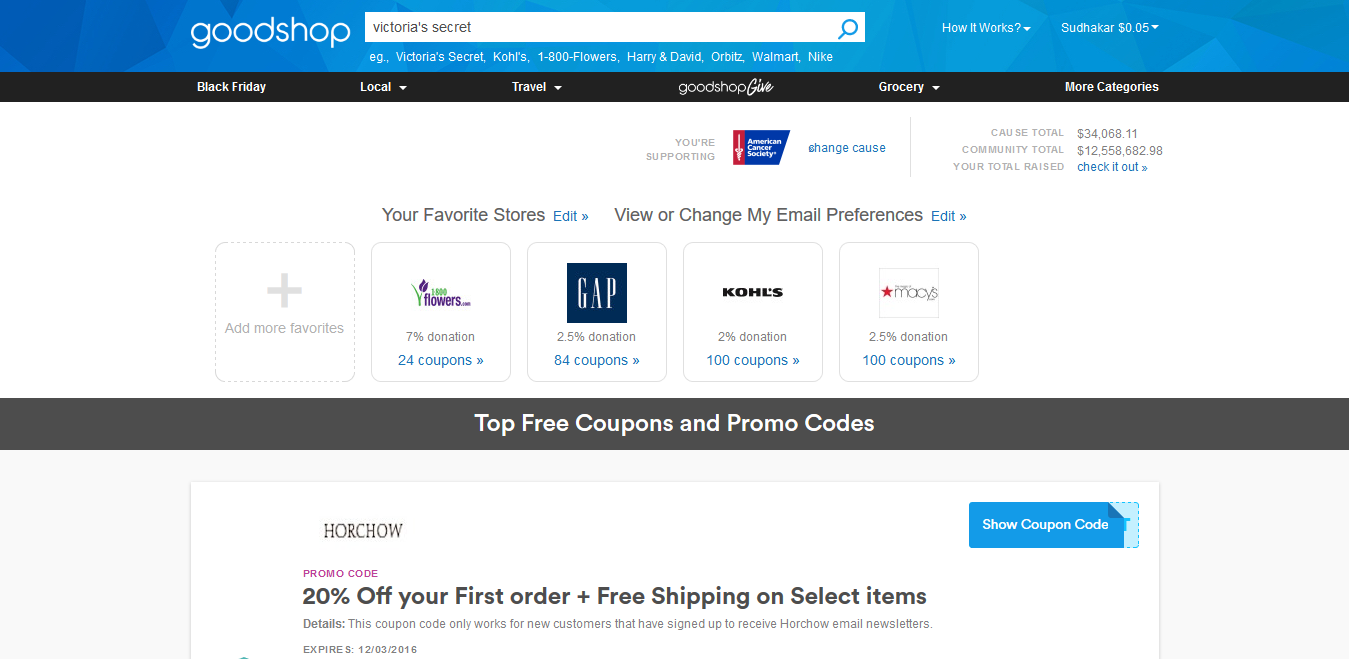 goodshop
victoria's secret
How It Works?
Sudhakar $0.05
eg., Victoria's Secret, Kohl's, 1-800-Flowers, Harry & David, Orbitz, Walmart, Nike
Black Friday
Local
Travel
goodshop Give
Grocery
More Categories
YOU'RE
SUPPORTING
American
Cancer
Society®
change cause
CAUSE TOTAL $34,068.11
COMMUNITY TOTAL $12,558,682.98
YOUR TOTAL RAISED check it out »
Your Favorite Stores Edit »
View or Change My Email Preferences Edit »
Add more favorites
1800
flowers.com
7% donation
24 coupons »
GAP
2.5% donation
84 coupons »
KOHL'S
2% donation
100 coupons »
macy's
2.5% donation
100 coupons »
Top Free Coupons and Promo Codes
HORCHOW
Show Coupon Code
PROMO CODE
20% Off your First order + Free Shipping on Select items
Details: This coupon code only works for new customers that have signed up to receive Horchow email newsletters.
EXPIRES: 12/03/2016